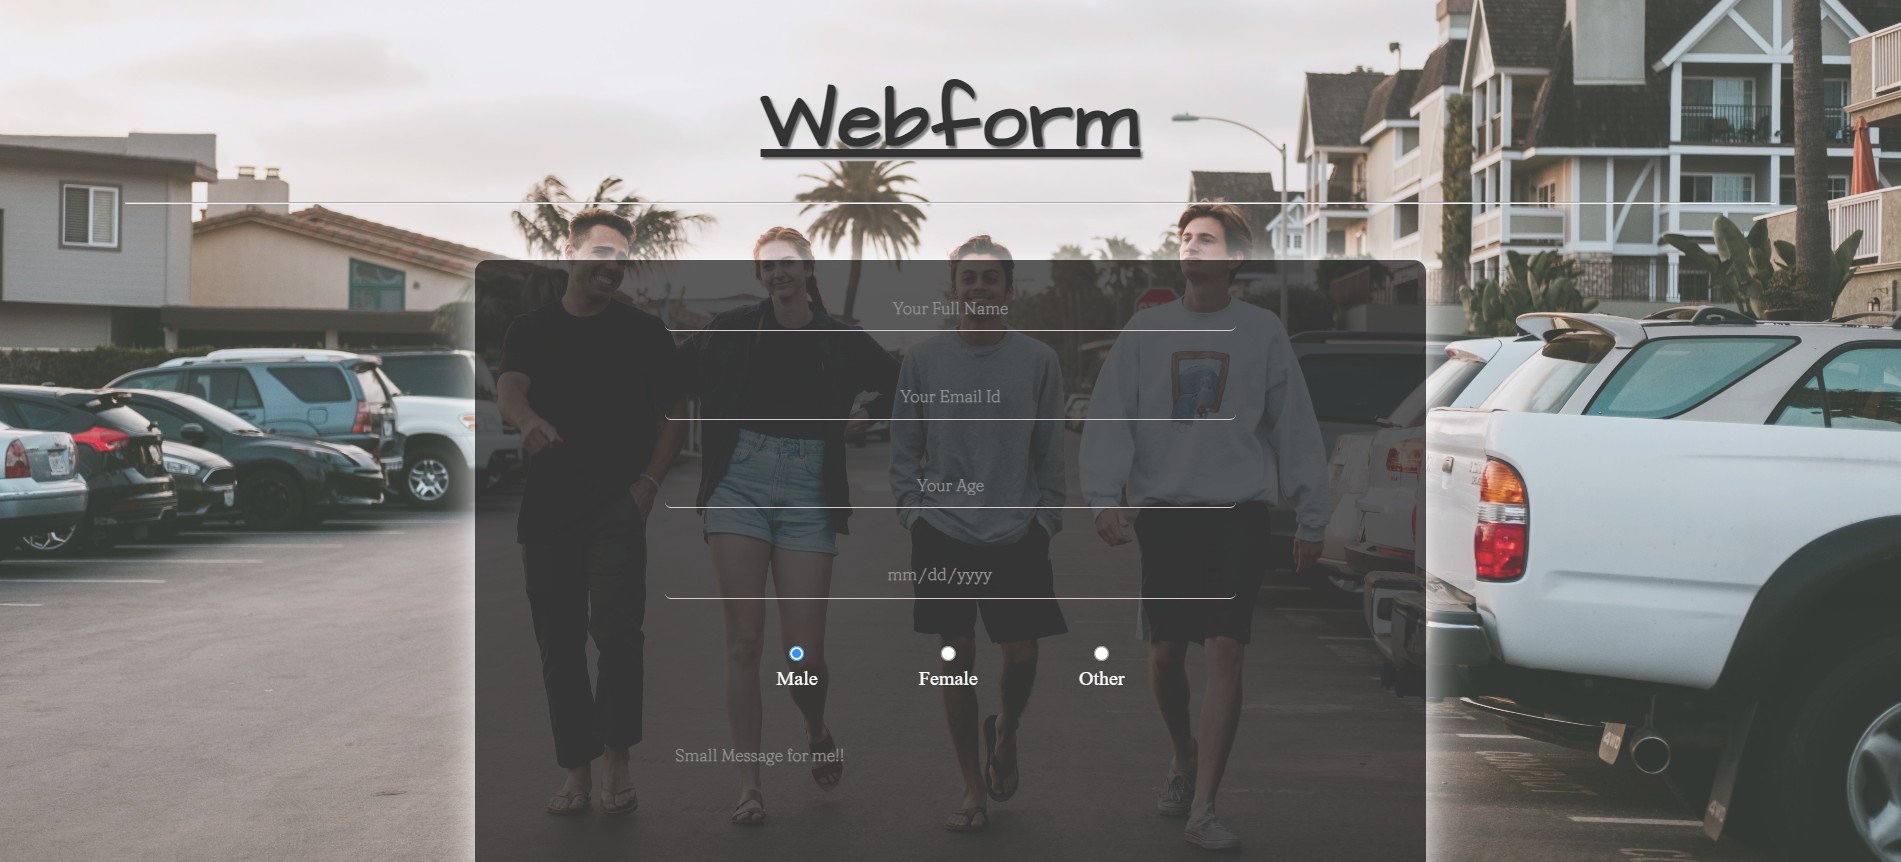 Webform
Your Full Name
Your Email Id
Your Age
mm/dd/yyyy
Male Female Other
Small Message for me!!
4WD